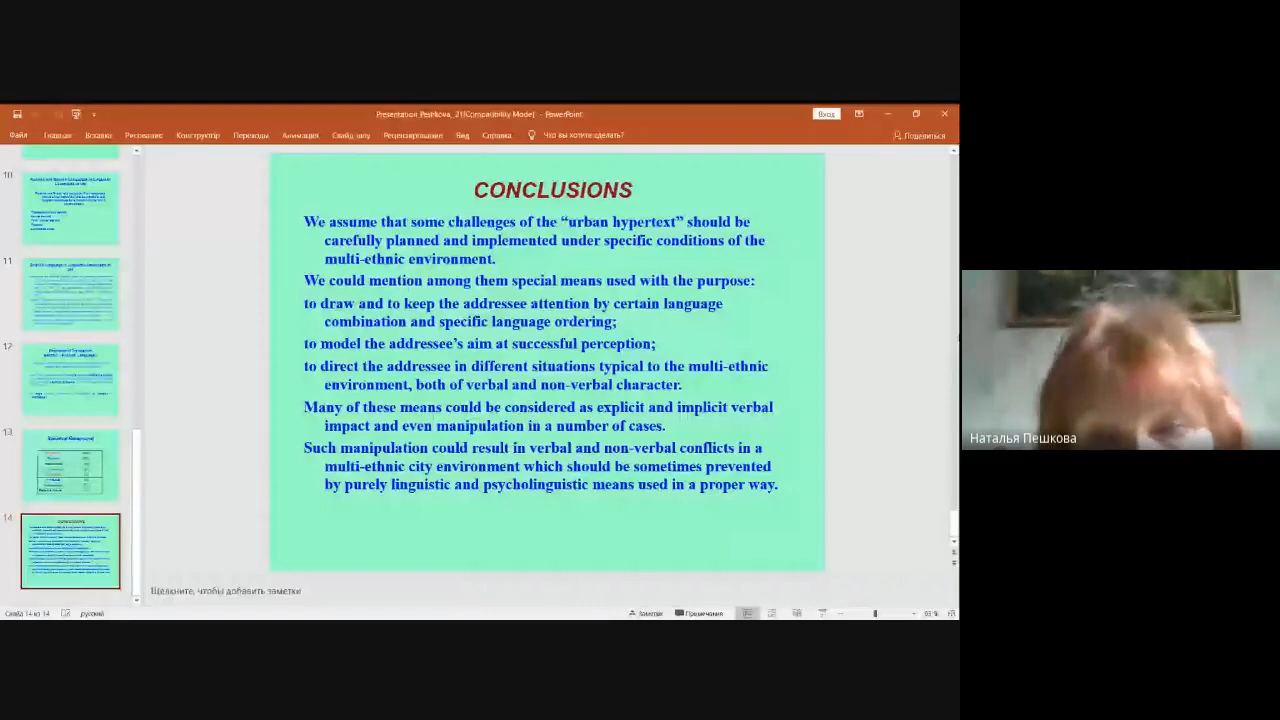 Presentation_Peshkova_21[Compatibility Mode] - PowerPoint
Вход
Файл Главная Вставка Рисование Конструктор Переходы Анимация Слайд-шоу Рецензирование Вид Справка Что вы хотите сделать? Поделиться
10
11
12
13
14
CONCLUSIONS
We assume that some challenges of the “urban hypertext” should be
carefully planned and implemented under specific conditions of the
multi-ethnic environment.
We could mention among them special means used with the purpose:
to draw and to keep the addressee attention by certain language
combination and specific language ordering;
to model the addressee’s aim at successful perception;
to direct the addressee in different situations typical to the multi-ethnic
environment, both of verbal and non-verbal character.
Many of these means could be considered as explicit and implicit verbal
impact and even manipulation in a number of cases.
Such manipulation could result in verbal and non-verbal conflicts in a
multi-ethnic city environment which should be sometimes prevented
by purely linguistic and psycholinguistic means used in a proper way.
Щелкните, чтобы добавить заметки
Слайд 14 из 14 русский Заметки Примечания 93 %
Наталья Пешкова